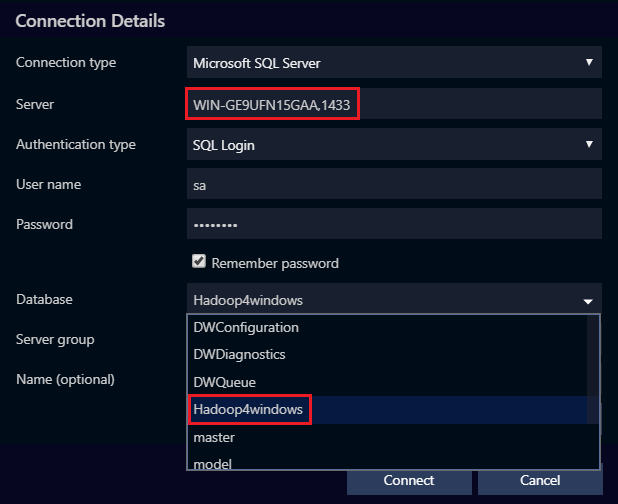 Connection Details
Connection type Microsoft SQL Server
Server WIN-GE9UFN15GAA,1433
Authentication type SQL Login
User name sa
Password ••••••••
Remember password
Database Hadoop4windows
DWConfiguration
Server group
DWDiagnostics
DWQueue
Name (optional)
Hadoop4windows
master
model
Connect Cancel